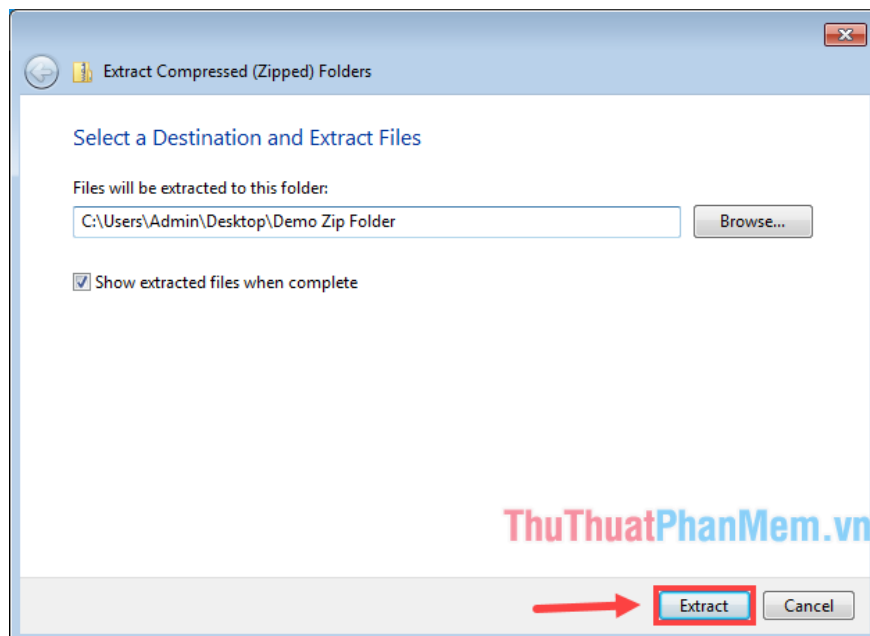 Extract Compressed (Zipped) Folders
Select a Destination and Extract Files
Files will be extracted to this folder:
C:\Users\Admin\Desktop\Demo Zip Folder
Browse...
Show extracted files when complete
ThuThuatPhanMem.vn
Extract
Cancel